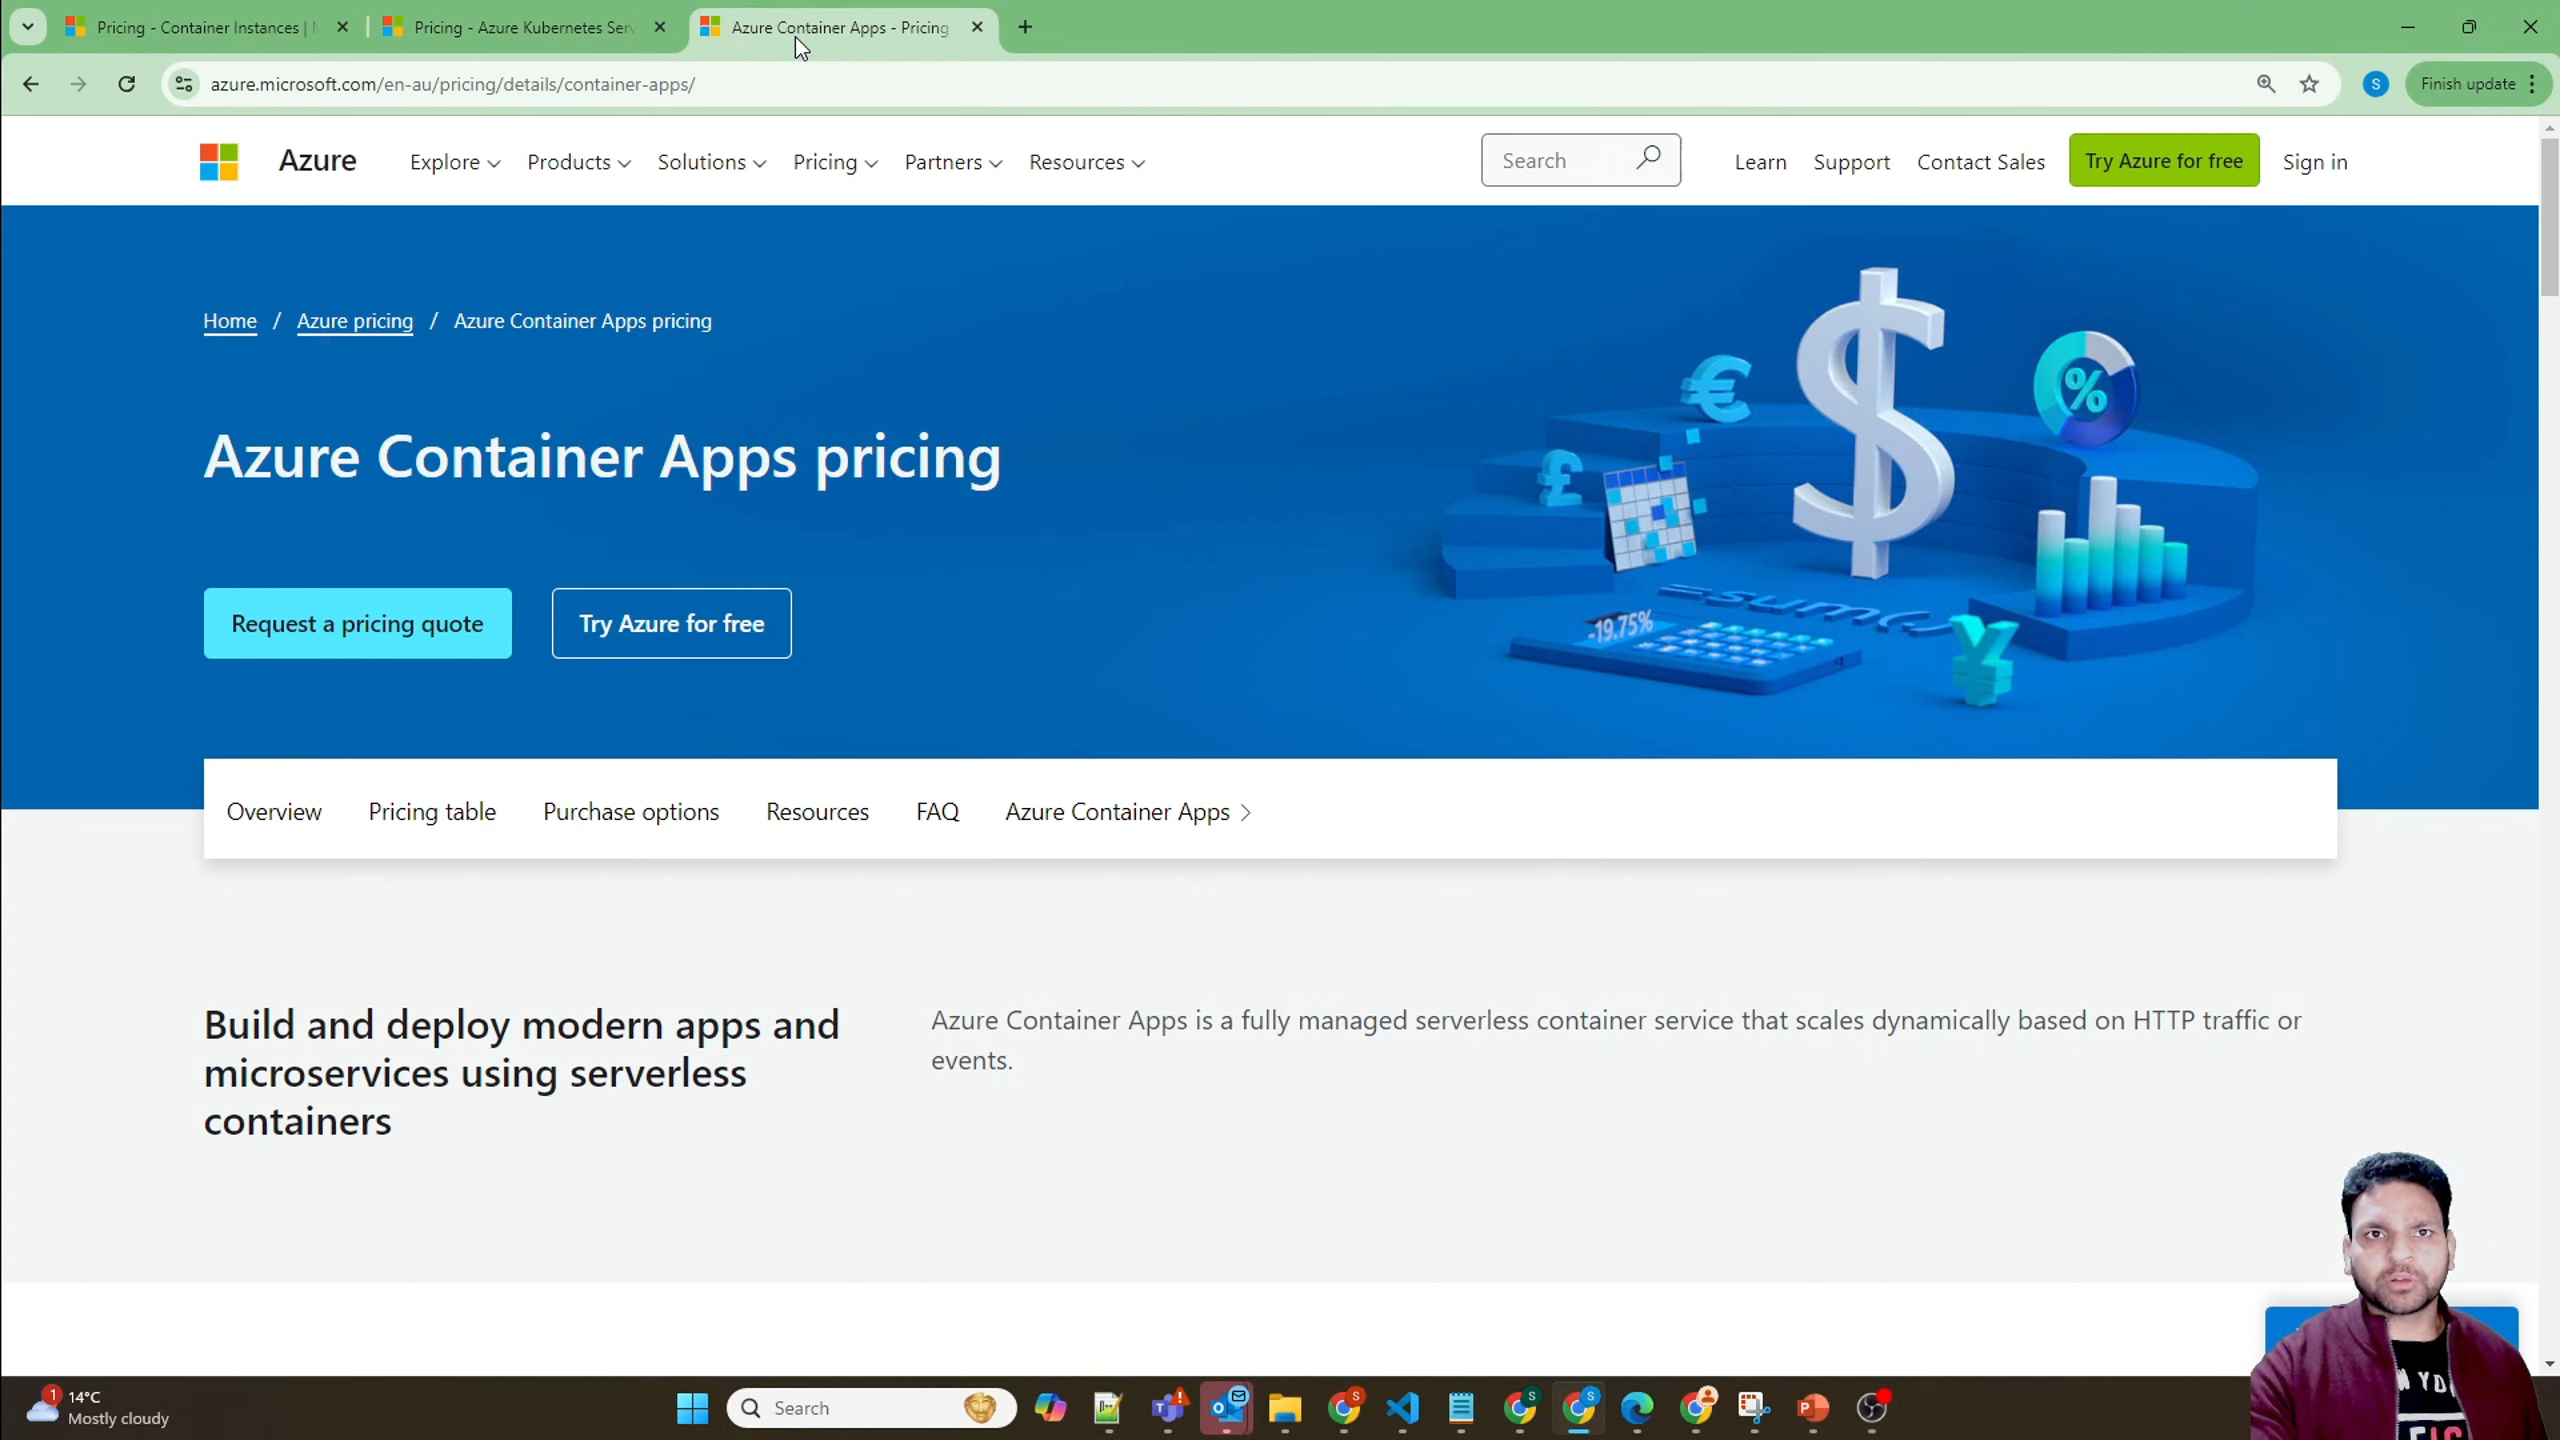 Pricing - Container Instances |
Pricing - Azure Kubernetes Serv
Azure Container Apps - Pricing
azure.microsoft.com/en-au/pricing/details/container-apps/
S
Finish update
Azure
Explore
Products
Solutions
Pricing
Partners
Resources
Search
Learn
Support
Contact Sales
Try Azure for free
Sign in
Home / Azure pricing / Azure Container Apps pricing
Azure Container Apps pricing
Request a pricing quote
Try Azure for free
$
€
%
£
-19.75%
=sum(,)
¥
Overview
Pricing table
Purchase options
Resources
FAQ
Azure Container Apps
Build and deploy modern apps and
microservices using serverless
containers
Azure Container Apps is a fully managed serverless container service that scales dynamically based on HTTP traffic or
events.
1
14°C
Mostly cloudy
Search
S
S
S